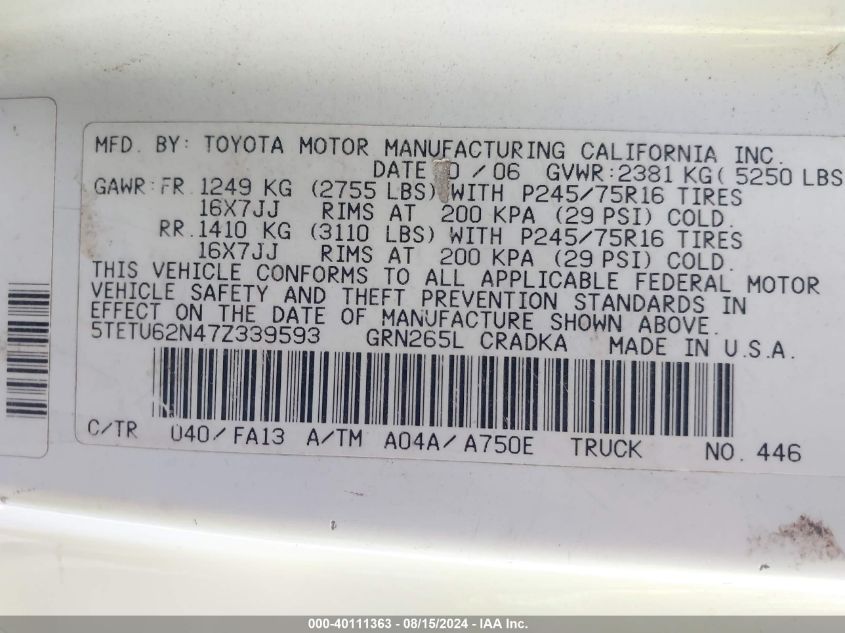 MFD. BY: TOYOTA MOTOR MANUFACTURING CALIFORNIA INC.
DATE 0 / 06 GVWR: 2381 KG( 5250 LBS
GAWR: FR. 1249 KG (2755 LBS) WITH P245/75R16 TIRES
16X7JJ RIMS AT 200 KPA (29 PSI) COLD.
RR. 1410 KG (3110 LBS) WITH P245/75R16 TIRES
16X7JJ RIMS AT 200 KPA (29 PSI) COLD.
THIS VEHICLE CONFORMS TO ALL APPLICABLE FEDERAL MOTOR
VEHICLE SAFETY AND THEFT PREVENTION STANDARDS IN
EFFECT ON THE DATE OF MANUFACTURE SHOWN ABOVE.
5TETU62N47Z339593 GRN265L CRADKA MADE IN U.S.A.
C/TR 040/FA13 A/TM A04A/A750E TRUCK NO. 446
000-40111363 - 08/15/2024 - IAA Inc.